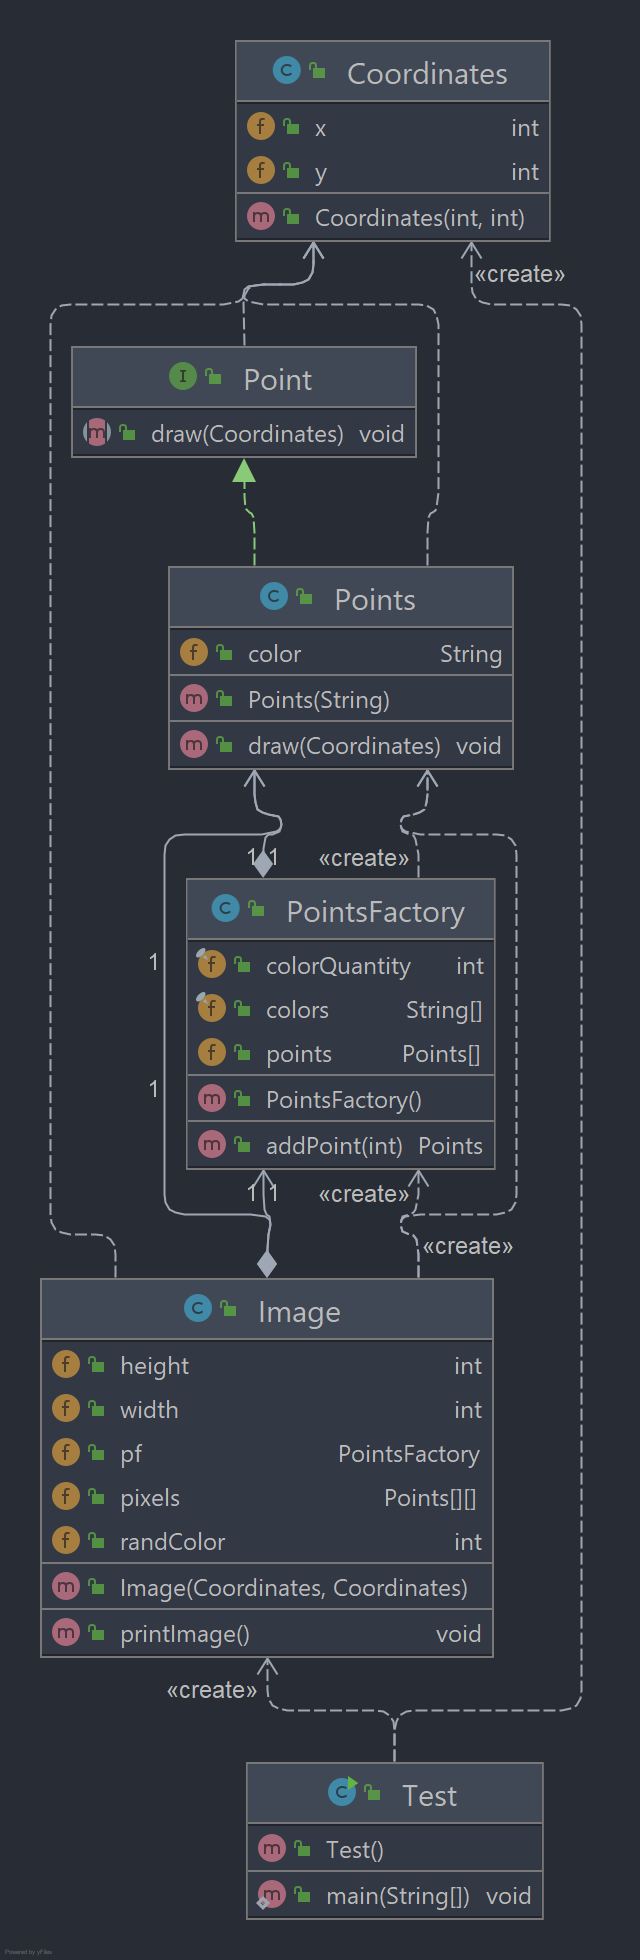 C Coordinates
f x int
f y int
m Coordinates(int, int)
«create»
I Point
m draw(Coordinates) void
C Points
f color String
m Points(String)
m draw(Coordinates) void
1 1 «create»
C PointsFactory
1
f colorQuantity int
f colors String[]
f points Points[]
1
m PointsFactory()
m addPoint(int) Points
1 1 «create»
«create»
C Image
f height int
f width int
f pf PointsFactory
f pixels Points[][]
f randColor int
m Image(Coordinates, Coordinates)
m printImage() void
«create»
C Test
m Test()
m main(String[]) void
Powered by yFiles